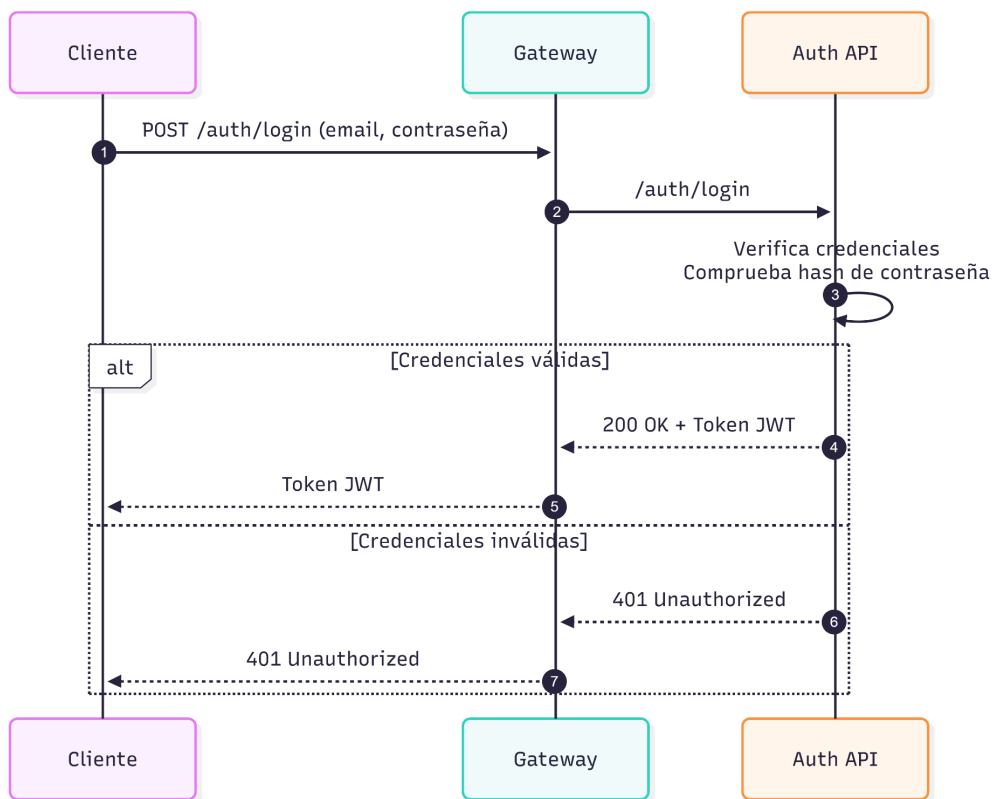 Cliente
Gateway
Auth API
POST /auth/login (email, contraseña)
1
/auth/login
2
Verifica credenciales
Comprueba hash de contraseña
3
alt
[Credenciales válidas]
200 OK + Token JWT
4
Token JWT
5
[Credenciales inválidas]
401 Unauthorized
6
401 Unauthorized
7
Cliente
Gateway
Auth API